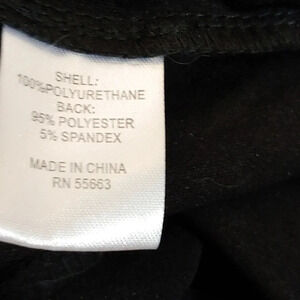 SHELL:
100%POLYURETHANE
BACK:
95% POLYESTER
5% SPANDEX
MADE IN CHINA
RN 55663